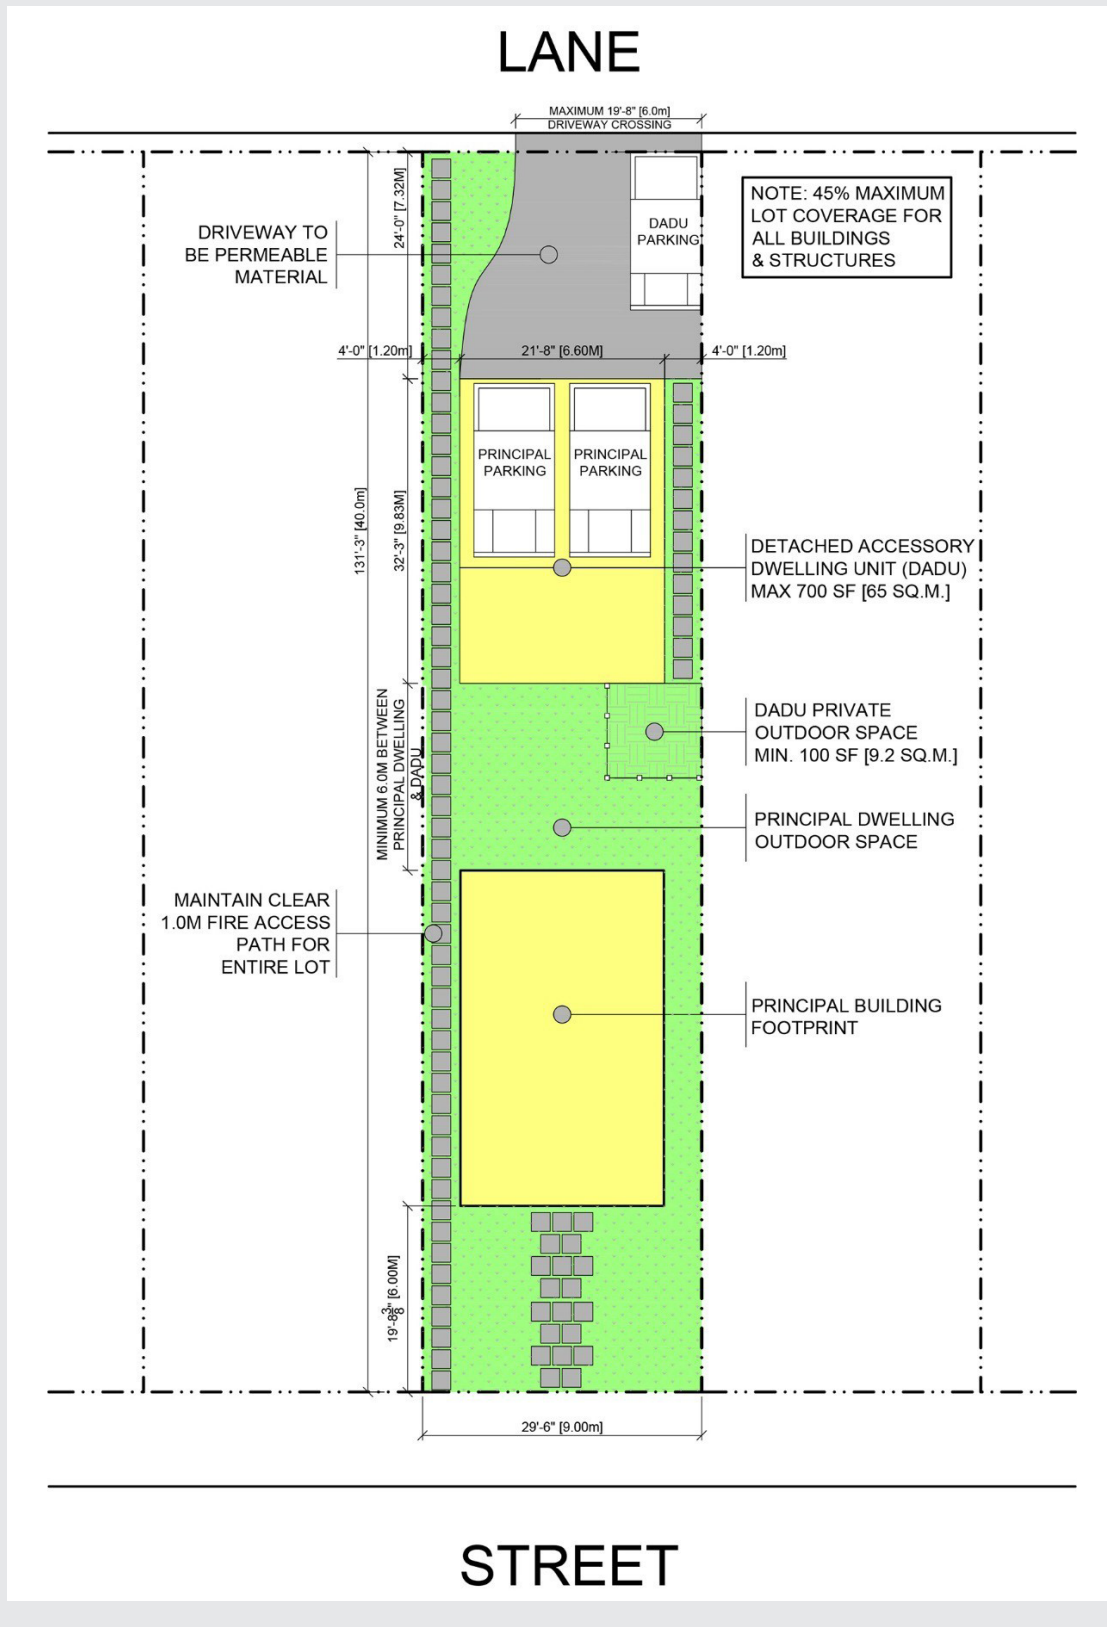 LANE
MAXIMUM 19'-8" [6.0m]
DRIVEWAY CROSSING
24'-0" [7.32M]
DRIVEWAY TO
BE PERMEABLE
MATERIAL
DADU
PARKING
NOTE: 45% MAXIMUM
LOT COVERAGE FOR
ALL BUILDINGS
& STRUCTURES
4'-0" [1.20m]
21'-8" [6.60M]
4'-0" [1.20m]
PRINCIPAL
PARKING
PRINCIPAL
PARKING
131'-3" [40.0m]
32'-3" [9.83M]
DETACHED ACCESSORY
DWELLING UNIT (DADU)
MAX 700 SF [65 SQ.M.]
MINIMUM 6.0M BETWEEN
PRINCIPAL DWELLING
& DADU
DADU PRIVATE
OUTDOOR SPACE
MIN. 100 SF [9.2 SQ.M.]
PRINCIPAL DWELLING
OUTDOOR SPACE
MAINTAIN CLEAR
1.0M FIRE ACCESS
PATH FOR
ENTIRE LOT
PRINCIPAL BUILDING
FOOTPRINT
19'-8 3/8" [6.00M]
29'-6" [9.00m]
STREET